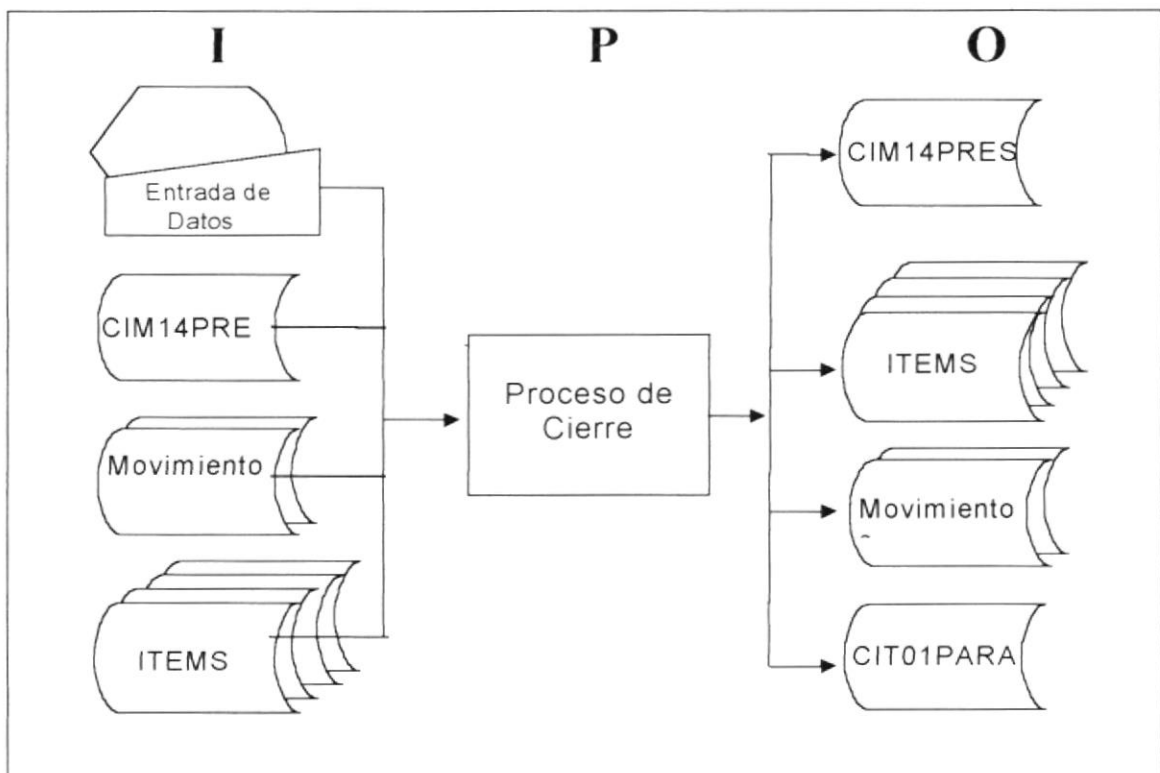 I P O
Entrada de
Datos
CIM14PRE
Movimiento
ITEMS
Proceso de
Cierre
CIM14PRES
ITEMS
Movimiento
CIT01PARA